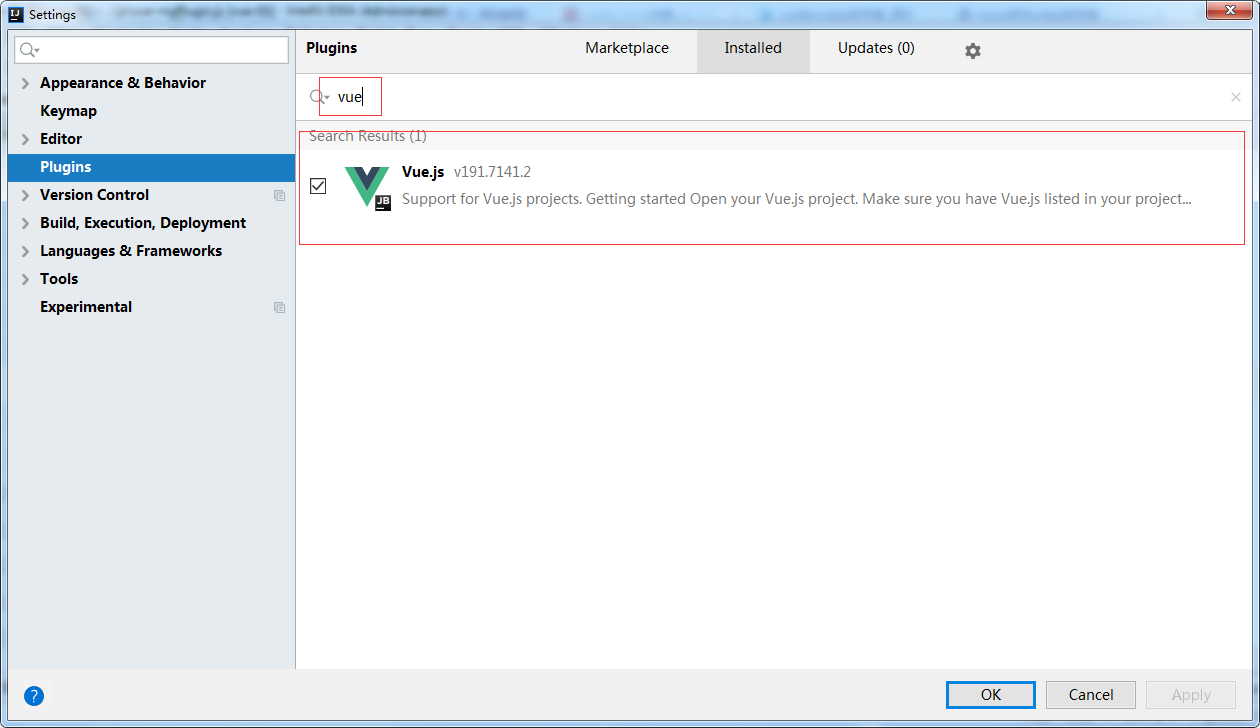 Settings
Plugins
Marketplace
Installed
Updates (0)
vue
Appearance & Behavior
Keymap
Editor
Plugins
Version Control
Build, Execution, Deployment
Languages & Frameworks
Tools
Experimental
Search Results (1)
Vue.js v191.7141.2
Support for Vue.js projects. Getting started Open your Vue.js project. Make sure you have Vue.js listed in your project...
JB
?
OK
Cancel
Apply